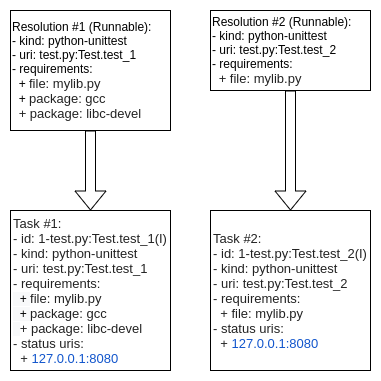 Resolution #1 (Runnable):
- kind: python-unittest
- uri: test.py:Test.test_1
- requirements:
+ file: mylib.py
+ package: gcc
+ package: libc-devel
Resolution #2 (Runnable):
- kind: python-unittest
- uri: test.py:Test.test_2
- requirements:
+ file: mylib.py
Task #1:
- id: 1-test.py:Test.test_1(I)
- kind: python-unittest
- uri: test.py:Test.test_1
- requirements:
+ file: mylib.py
+ package: gcc
+ package: libc-devel
- status uris:
+ 127.0.0.1:8080
Task #2:
- id: 1-test.py:Test.test_2(I)
- kind: python-unittest
- uri: test.py:Test.test_2
- requirements:
+ file: mylib.py
- status uris:
+ 127.0.0.1:8080